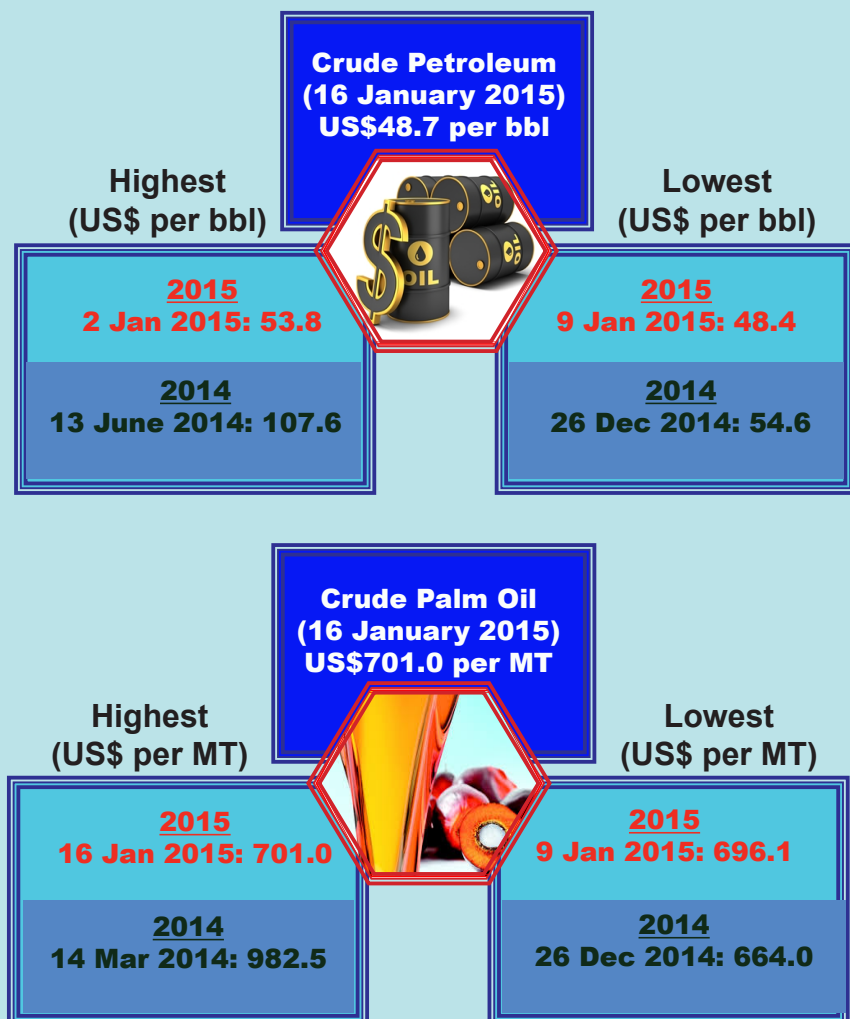 Crude Petroleum
(16 January 2015)
US$48.7 per bbl
Highest
(US$ per bbl)
Lowest
(US$ per bbl)
OIL
OIL
OIL
2015
2 Jan 2015: 53.8
2014
13 June 2014: 107.6
2015
9 Jan 2015: 48.4
2014
26 Dec 2014: 54.6
Crude Palm Oil
(16 January 2015)
US$701.0 per MT
Highest
(US$ per MT)
Lowest
(US$ per MT)
2015
16 Jan 2015: 701.0
2014
14 Mar 2014: 982.5
2015
9 Jan 2015: 696.1
2014
26 Dec 2014: 664.0